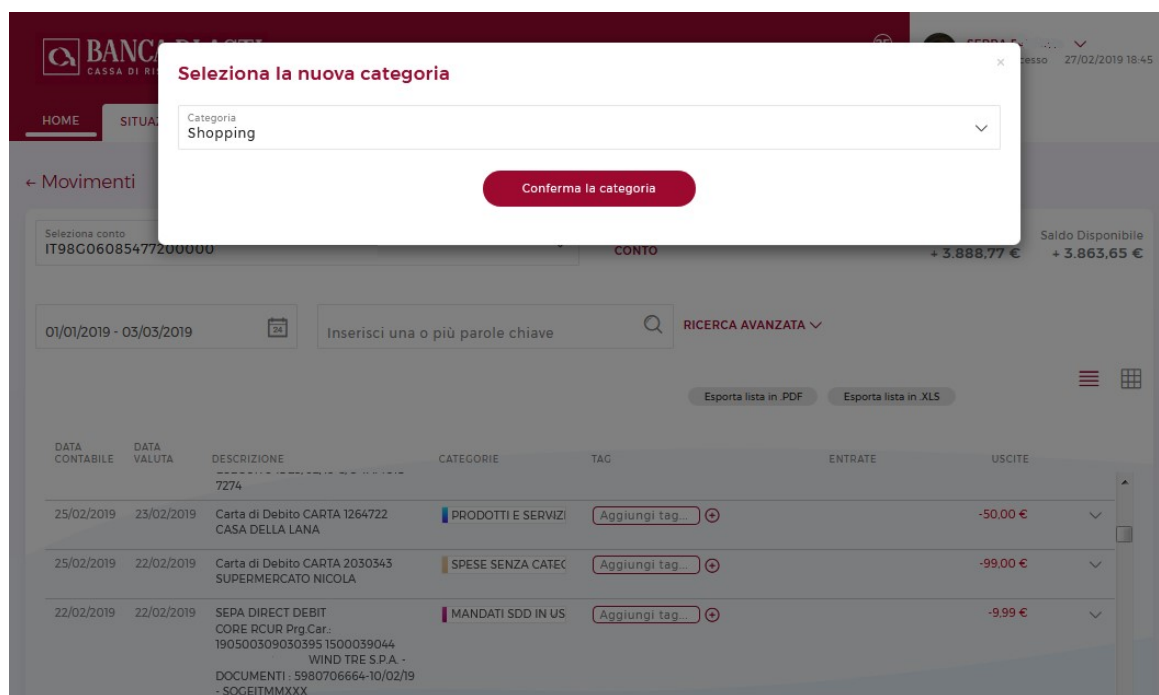 BANCA
CASSA DI RIS
27/02/2019 18:45
Seleziona la nuova categoria
×
Categoria
Shopping
Conferma la categoria
HOME
SITUAZ
← Movimenti
Seleziona conto
IT98G0608547720000
CONTO
Saldo Disponibile
+ 3.888,77 €
+ 3.863,65 €
01/01/2019 - 03/03/2019
24
Inserisci una o più parole chiave
RICERCA AVANZATA
Esporta lista in .PDF
Esporta lista in .XLS
DATA CONTABILE
DATA VALUTA
DESCRIZIONE
CATEGORIE
TAG
ENTRATE
USCITE
7274
25/02/2019 23/02/2019 Carta di Debito CARTA 1264722 PRODOTTI E SERVIZI Aggiungi tag... -50,00 €
CASA DELLA LANA
25/02/2019 22/02/2019 Carta di Debito CARTA 2030343 SPESE SENZA CATEG Aggiungi tag... -99,00 €
SUPERMERCATO NICOLA
22/02/2019 22/02/2019 SEPA DIRECT DEBIT MANDATI SDD IN US Aggiungi tag... -9,99 €
CORE RCUR Prg.Car.:
190500309030395 1500039044
WIND TRE S.P.A. -
DOCUMENTI : 5980706664-10/02/19
- SOGEITMMXXX